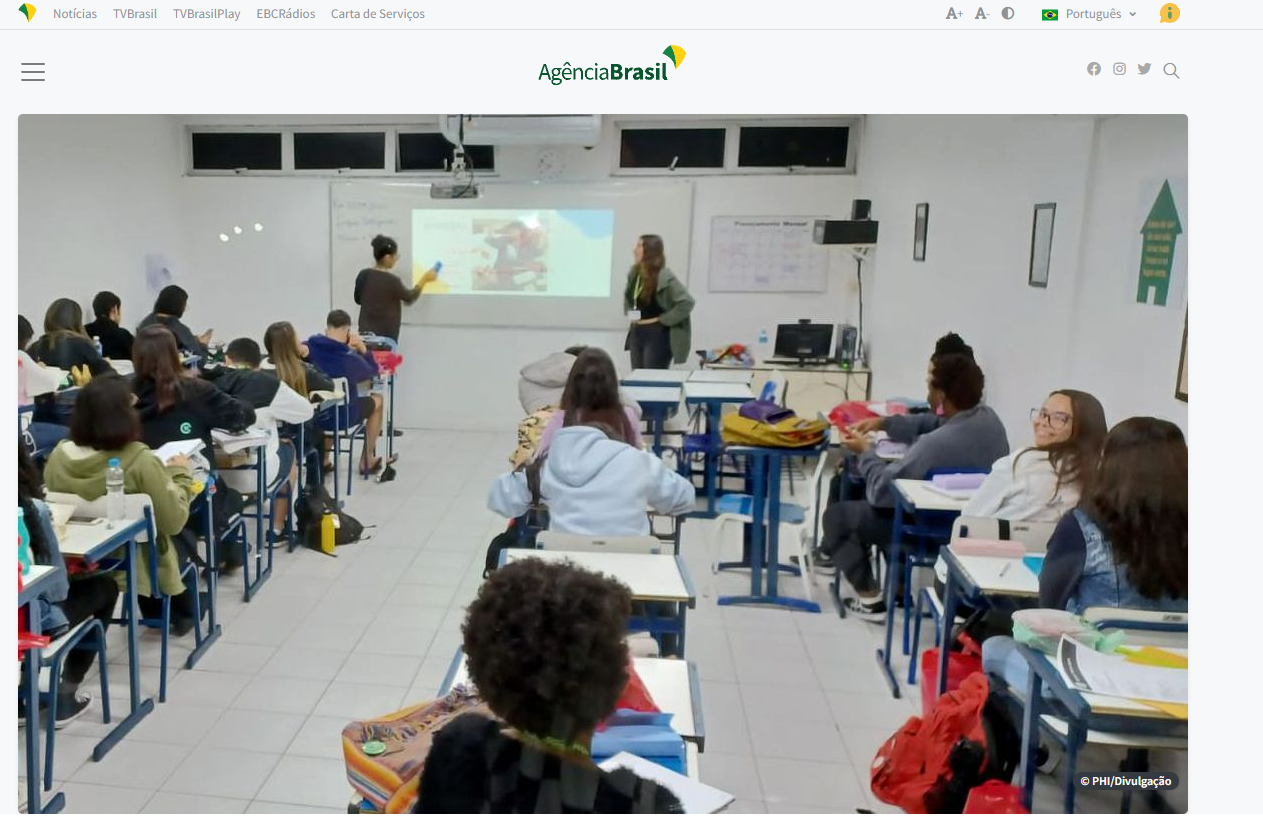 Notícias TVBrasil TVBrasilPlay EBCRádios Carta de Serviços A+ A- Português
AgênciaBrasil
Planejamento Mensal
© PHI/Divulgação